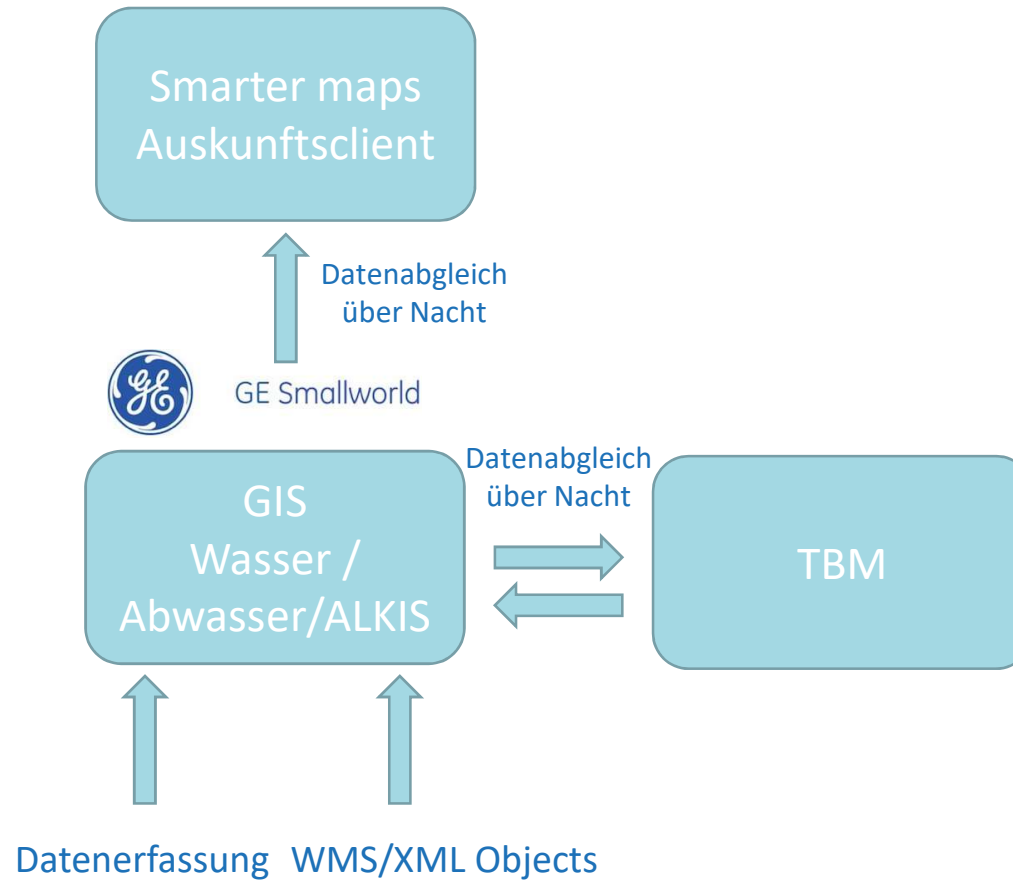 Smarter maps
Auskunftsclient
Datenabgleich
über Nacht
GE
GE Smallworld
GIS
Wasser /
Abwasser/ALKIS
Datenabgleich
über Nacht
TBM
Datenerfassung
WMS/XML Objects